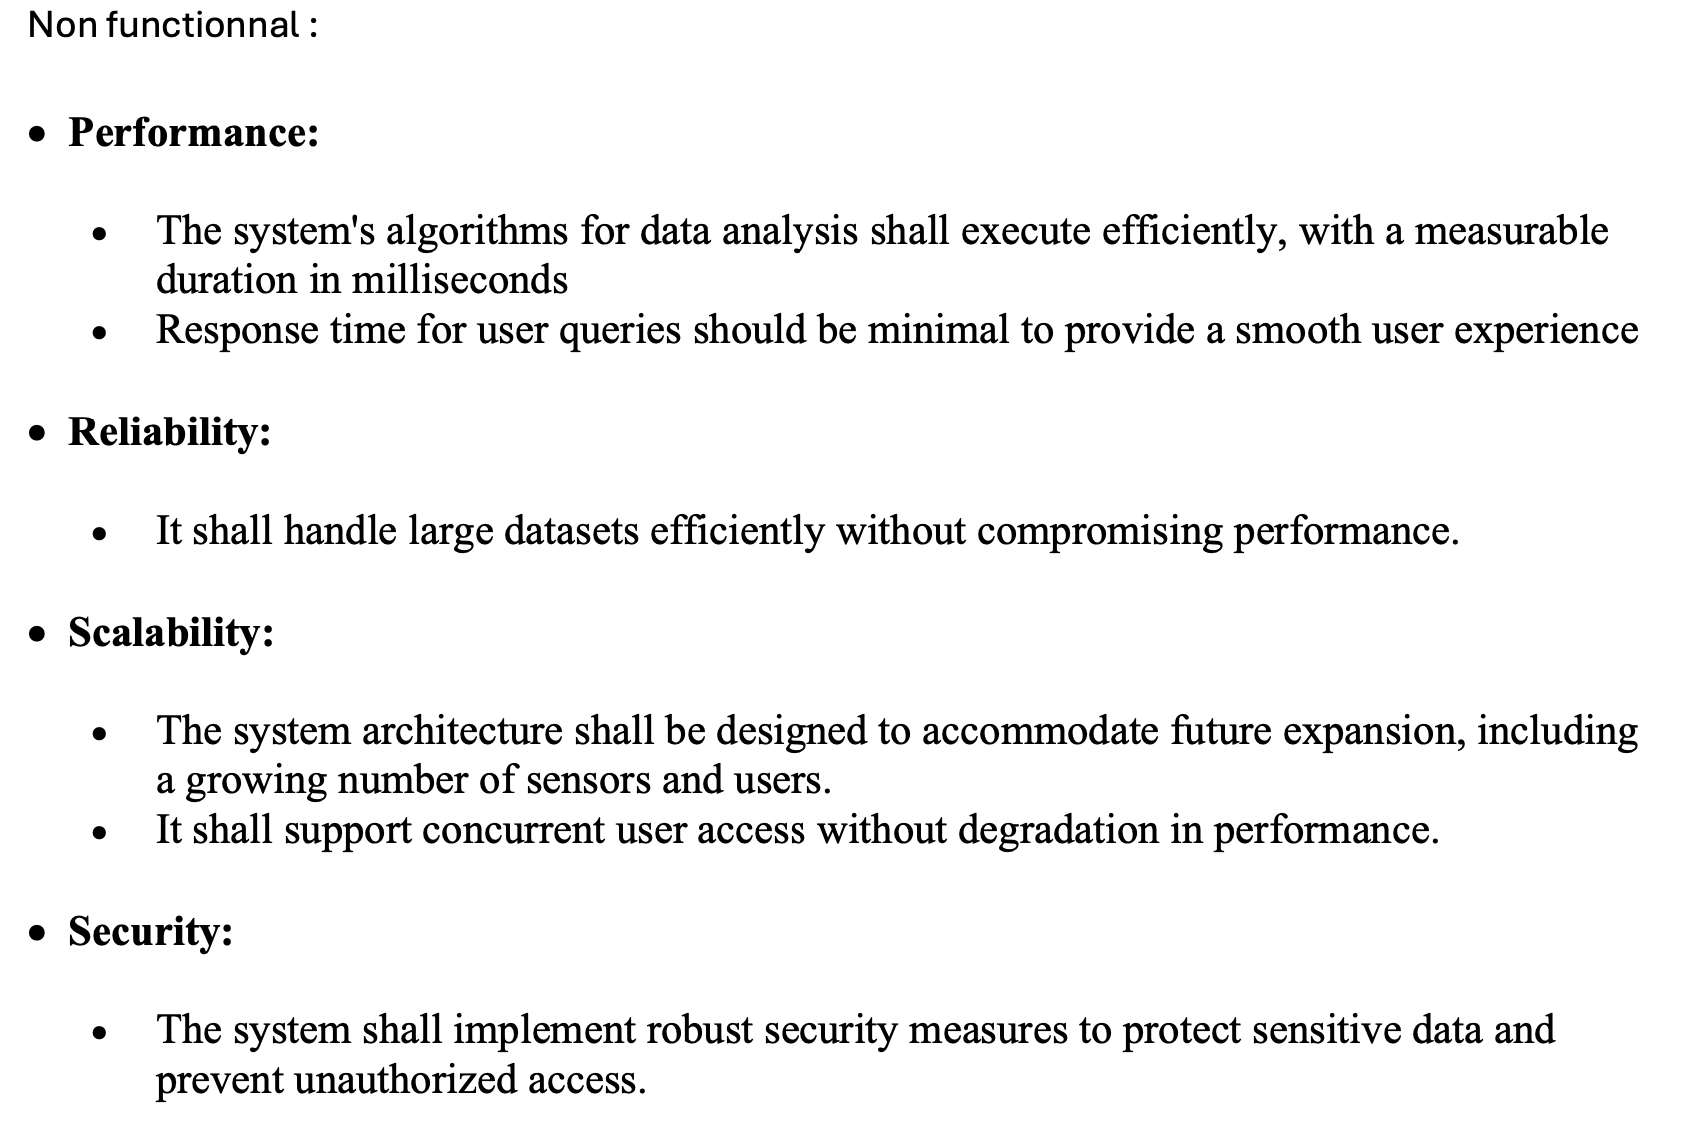 Non functionnal :
• Performance:
• The system's algorithms for data analysis shall execute efficiently, with a measurable
duration in milliseconds
• Response time for user queries should be minimal to provide a smooth user experience
• Reliability:
• It shall handle large datasets efficiently without compromising performance.
• Scalability:
• The system architecture shall be designed to accommodate future expansion, including
a growing number of sensors and users.
• It shall support concurrent user access without degradation in performance.
• Security:
• The system shall implement robust security measures to protect sensitive data and
prevent unauthorized access.